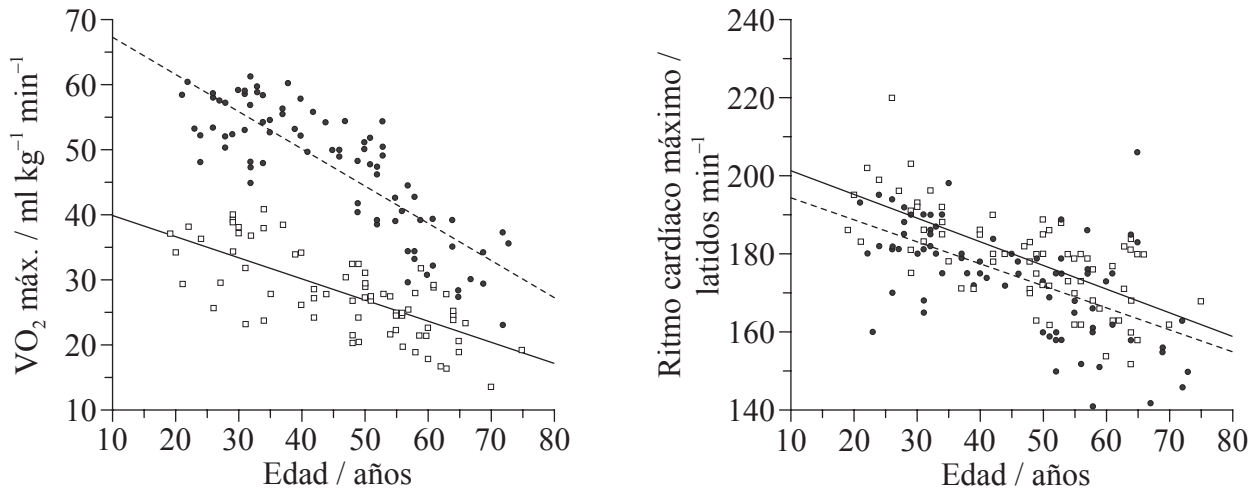 VO₂ máx. / ml kg⁻¹ min⁻¹
70
60
50
40
30
20
10
10 20 30 40 50 60 70 80
Edad / años
Ritmo cardíaco máximo /
latidos min⁻¹
240
220
200
180
160
140
10 20 30 40 50 60 70 80
Edad / años